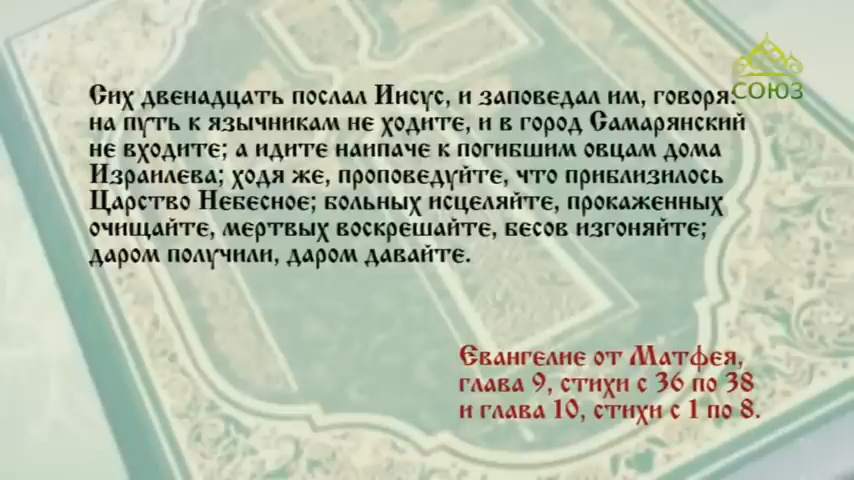 СОЮЗ
Сих двенадцать послал Иисус, и заповедал им, говоря:
на путь к язычникам не ходите, и в город Самарянский
не входите; а идите наипаче к погибшим овцам дома
Израилева; ходя же, проповедуйте, что приблизилось
Царство Небесное; больных исцеляйте, прокаженных
очищайте, мертвых воскрешайте, бесов изгоняйте;
даром получили, даром давайте.
Евангелие от Матфея,
глава 9, стихи с 36 по 38
и глава 10, стихи с 1 по 8.